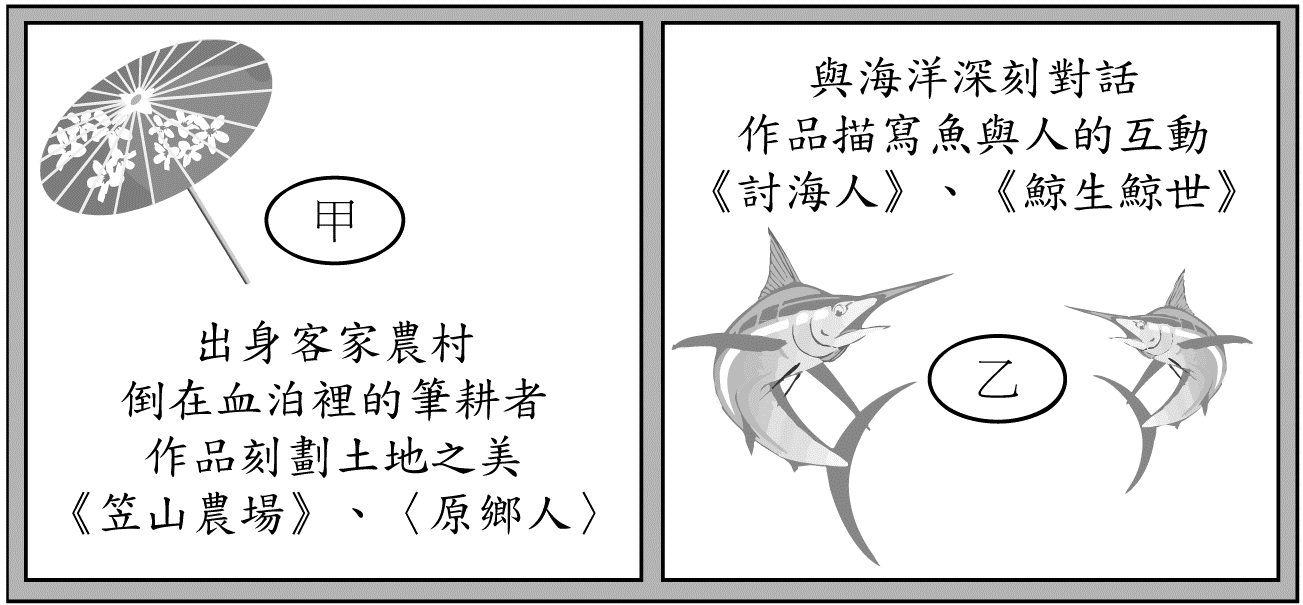 甲
出身客家農村
倒在血泊裡的筆耕者
作品刻劃土地之美
《笠山農場》、〈原鄉人〉
與海洋深刻對話
作品描寫魚與人的互動
《討海人》、《鯨生鯨世》
乙